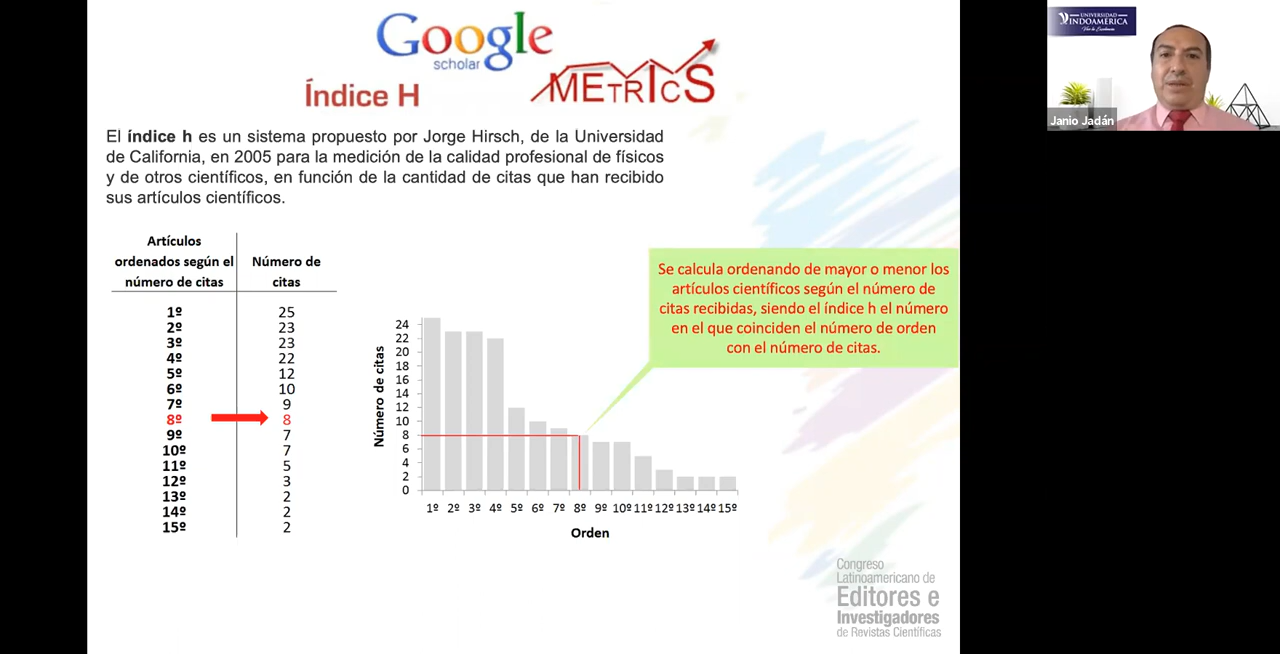 Google
scholar
METRICS
Índice H
El índice h es un sistema propuesto por Jorge Hirsch, de la Universidad
de California, en 2005 para la medición de la calidad profesional de físicos
y de otros científicos, en función de la cantidad de citas que han recibido
sus artículos científicos.
Artículos
ordenados según el
número de citas
Número de
citas
1º 25
2º 23
3º 23
4º 22
5º 12
6º 10
7º 9
8º 8
9º 7
10º 7
11º 5
12º 3
13º 2
14º 2
15º 2
Número de citas
24
22
20
18
16
14
12
10
8
6
4
2
0
1º 2º 3º 4º 5º 6º 7º 8º 9º 10º 11º 12º 13º 14º 15º
Orden
Se calcula ordenando de mayor o menor los
artículos científicos según el número de
citas recibidas, siendo el índice h el número
en el que coinciden el número de orden
con el número de citas.
Congreso
Latinoamericano de
Editores e
Investigadores
de Revistas Científicas
UNIVERSIDAD
INDOAMÉRICA
Janio Jadán